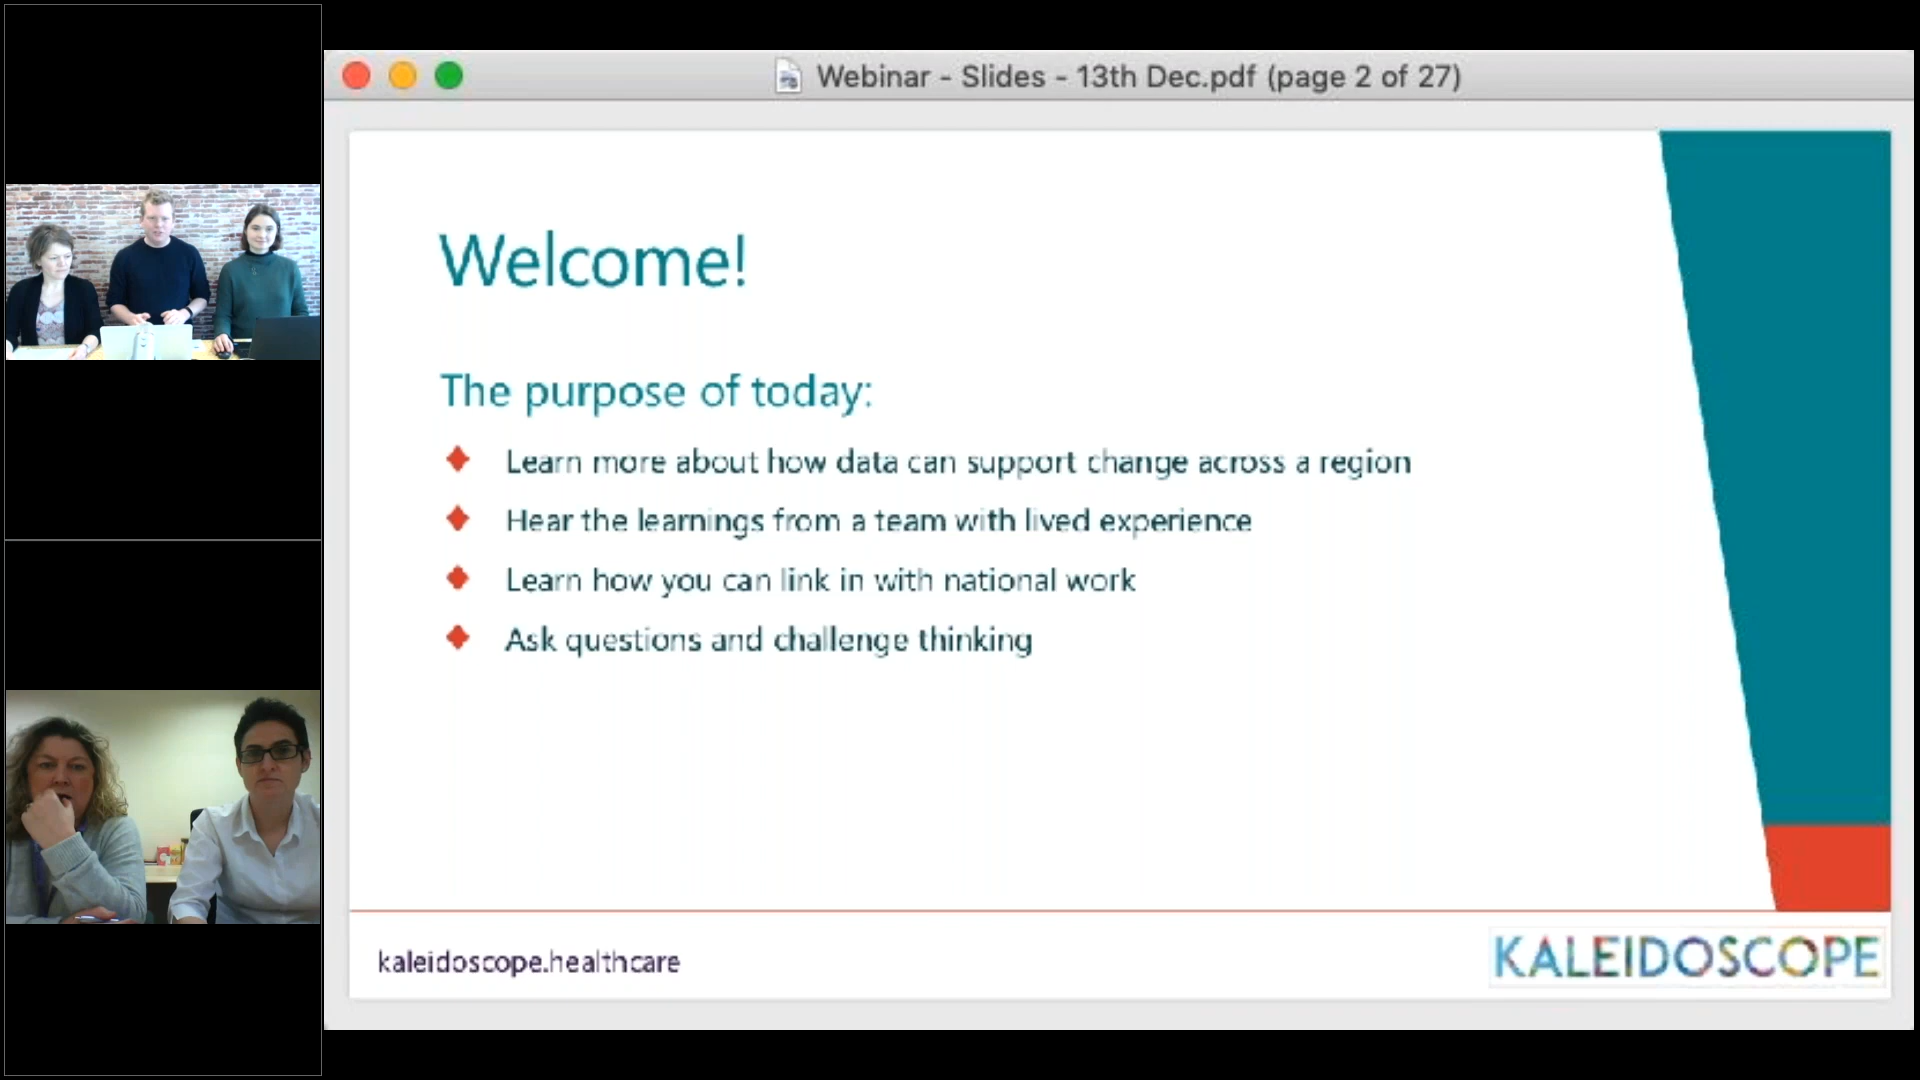 Webinar - Slides - 13th Dec.pdf (page 2 of 27)
Welcome!
The purpose of today:
Learn more about how data can support change across a region
Hear the learnings from a team with lived experience
Learn how you can link in with national work
Ask questions and challenge thinking
kaleidoscope.healthcare
KALEIDOSCOPE